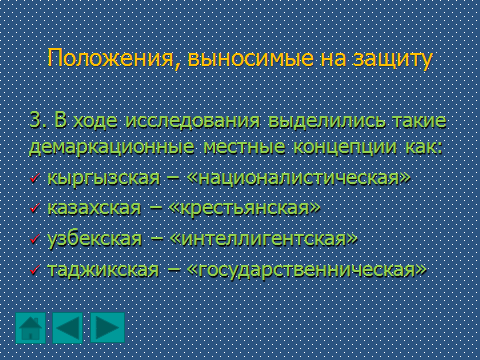 Положения, выносимые на защиту
3. В ходе исследования выделились такие
демаркационные местные концепции как:
✓ кыргызская – «националистическая»
✓ казахская – «крестьянская»
✓ узбекская – «интеллигентская»
✓ таджикская – «государственническая»